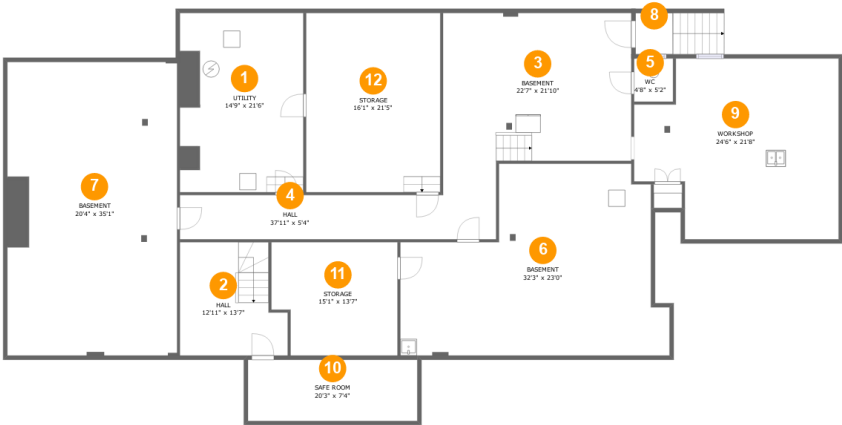 8
1
UTILITY
14'9" x 21'6"
12
STORAGE
16'1" x 21'5"
3
BASEMENT
22'7" x 21'10"
5
WC
4'8" x 5'2"
9
WORKSHOP
24'6" x 21'8"
7
BASEMENT
20'4" x 35'1"
4
HALL
37'11" x 5'4"
2
HALL
12'11" x 13'7"
11
STORAGE
15'1" x 13'7"
6
BASEMENT
32'3" x 23'0"
10
SAFE ROOM
20'3" x 7'4"